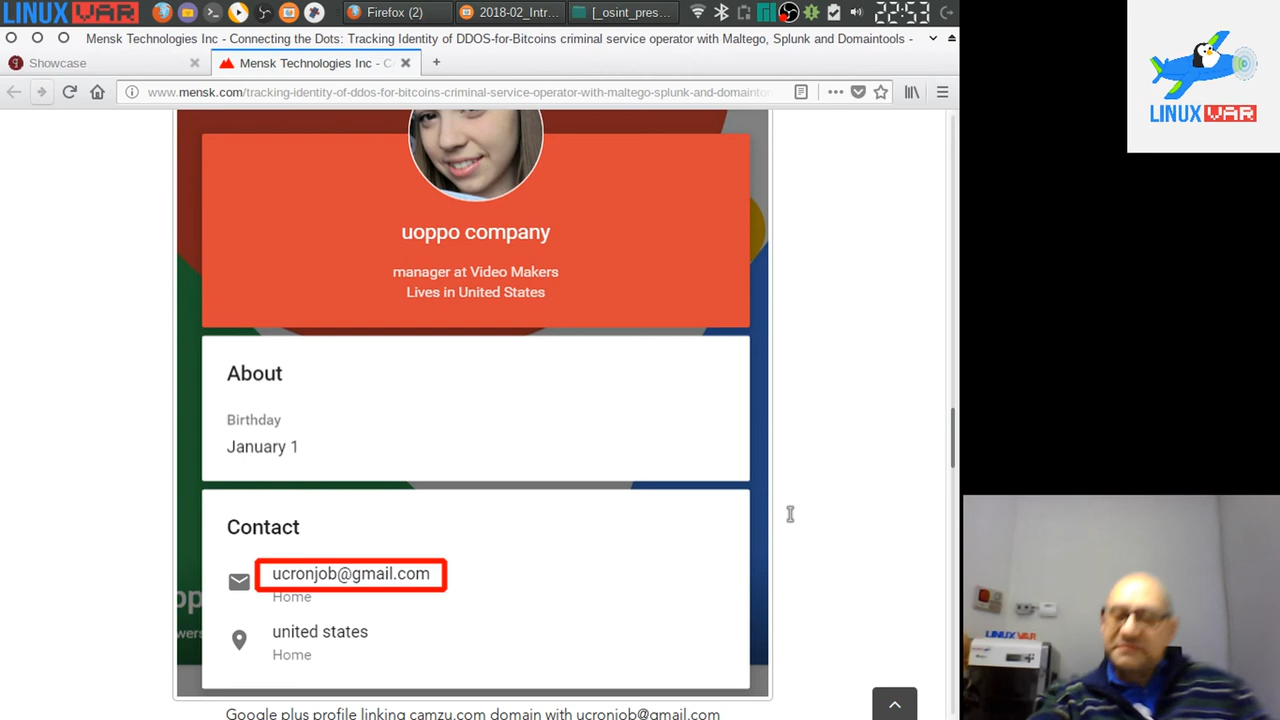 LINUX VAR
Firefox (2)
2018-02_Intr...
[_osint_pres...
22:53
Mensk Technologies Inc - Connecting the Dots: Tracking Identity of DDOS-for-Bitcoins criminal service operator with Maltego, Splunk and Domaintools -
Showcase
Mensk Technologies Inc - C
www.mensk.com/tracking-identity-of-ddos-for-bitcoins-criminal-service-operator-with-maltego-splunk-and-domainto
LINUX VAR
uoppo company
manager at Video Makers
Lives in United States
About
Birthday
January 1
Contact
ucronjob@gmail.com
Home
united states
Home
Google plus profile linking camzu.com domain with ucronjob@gmail.com
LINUX VAR